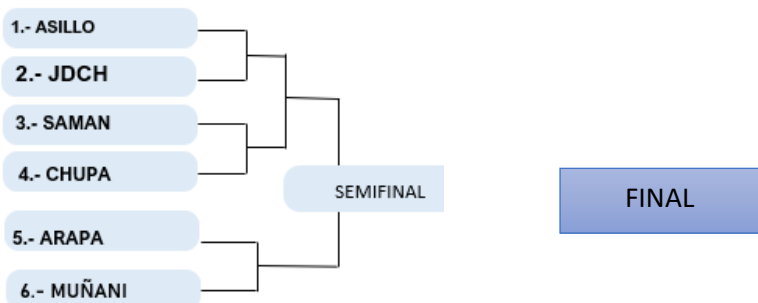 1.- ASILLO
2.- JDCH
3.- SAMAN
4.- CHUPA
SEMIFINAL
FINAL
5.- ARAPA
6.- MUÑANI